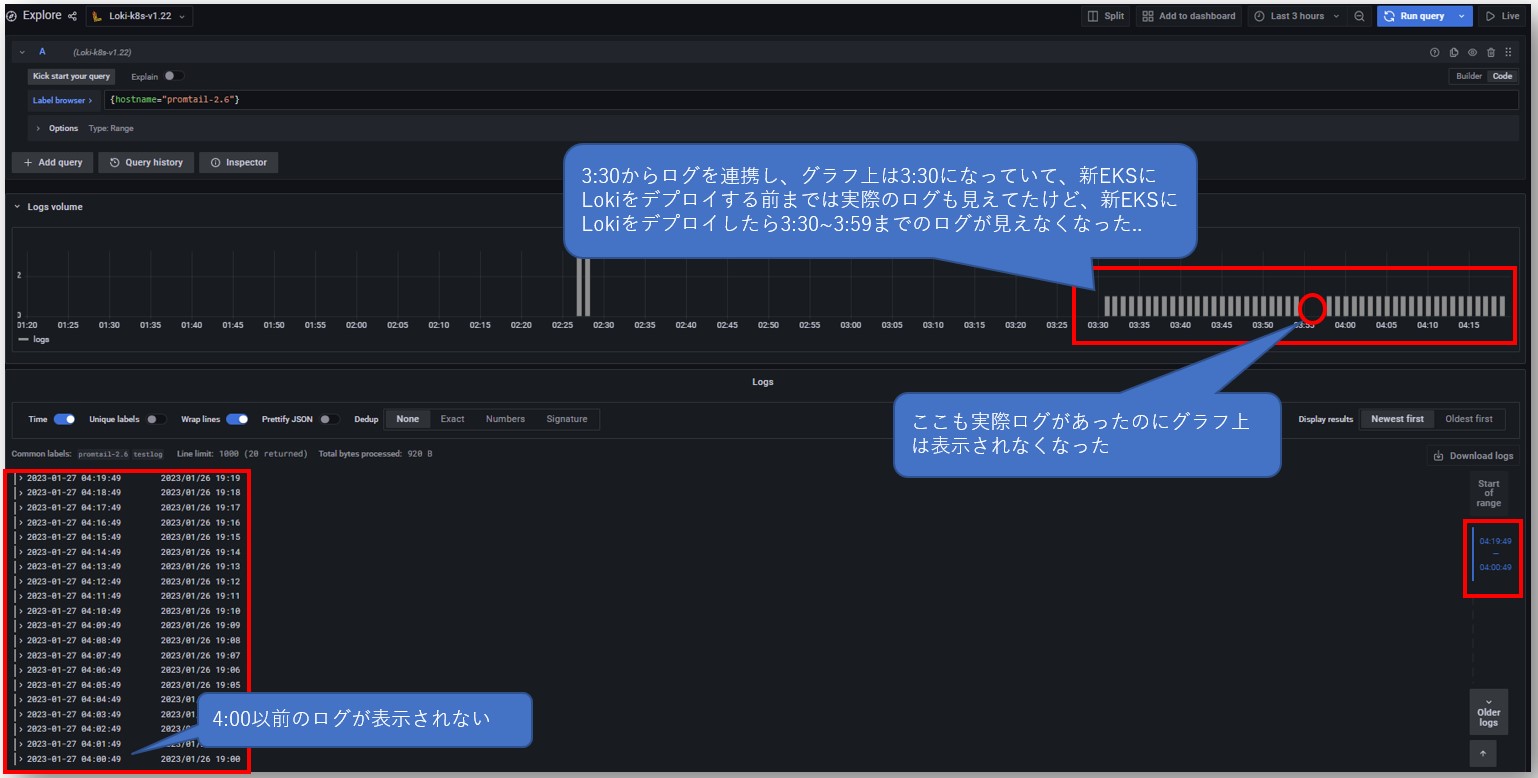 Explore
Loki-k8s-v1.22
Split
Add to dashboard
Last 3 hours
Run query
Live
A
(Loki-k8s-v1.22)
Kick start your query
Explain
Builder
Code
Label browser >
{hostname="promtail-2.6"}
> Options Type: Range
+ Add query
Query history
Inspector
3:30からログを連携し、グラフ上は3:30になっていて、新EKSに
Lokiをデプロイする前までは実際のログも見えてたけど、新EKSに
Lokiをデプロイしたら3:30~3:59までのログが見えなくなった..
Logs volume
2
0
01:20 01:25 01:30 01:35 01:40 01:45 01:50 01:55 02:00 02:05 02:10 02:15 02:20 02:25 02:30 02:35 02:40 02:45 02:50 02:55 03:00 03:05 03:10 03:15 03:20 03:25 03:30 03:35 03:40 03:45 03:50 03:55 04:00 04:05 04:10 04:15
logs
Logs
ここも実際ログがあったのにグラフ上
は表示されなくなった
Time
Unique labels
Wrap lines
Prettify JSON
Dedup
None
Exact
Numbers
Signature
Display results
Newest first
Oldest first
Common labels: promtail-2.6 testlog Line limit: 1000 (20 returned) Total bytes processed: 920 B
Download logs
> 2023-01-27 04:19:49 2023/01/26 19:19
> 2023-01-27 04:18:49 2023/01/26 19:18
> 2023-01-27 04:17:49 2023/01/26 19:17
> 2023-01-27 04:16:49 2023/01/26 19:16
> 2023-01-27 04:15:49 2023/01/26 19:15
> 2023-01-27 04:14:49 2023/01/26 19:14
> 2023-01-27 04:13:49 2023/01/26 19:13
> 2023-01-27 04:12:49 2023/01/26 19:12
> 2023-01-27 04:11:49 2023/01/26 19:11
> 2023-01-27 04:10:49 2023/01/26 19:10
> 2023-01-27 04:09:49 2023/01/26 19:09
> 2023-01-27 04:08:49 2023/01/26 19:08
> 2023-01-27 04:07:49 2023/01/26 19:07
> 2023-01-27 04:06:49 2023/01/26 19:06
> 2023-01-27 04:05:49 2023/01/26 19:05
> 2023-01-27 04:04:49 2023/01
> 2023-01-27 04:03:49 2023/01
> 2023-01-27 04:02:49 2023/
> 2023-01-27 04:01:49 2023/01/
> 2023-01-27 04:00:49 2023/01/26 19:00
4:00以前のログが表示されない
Start
of
range
04:19:49
—
04:00:49
Older
logs